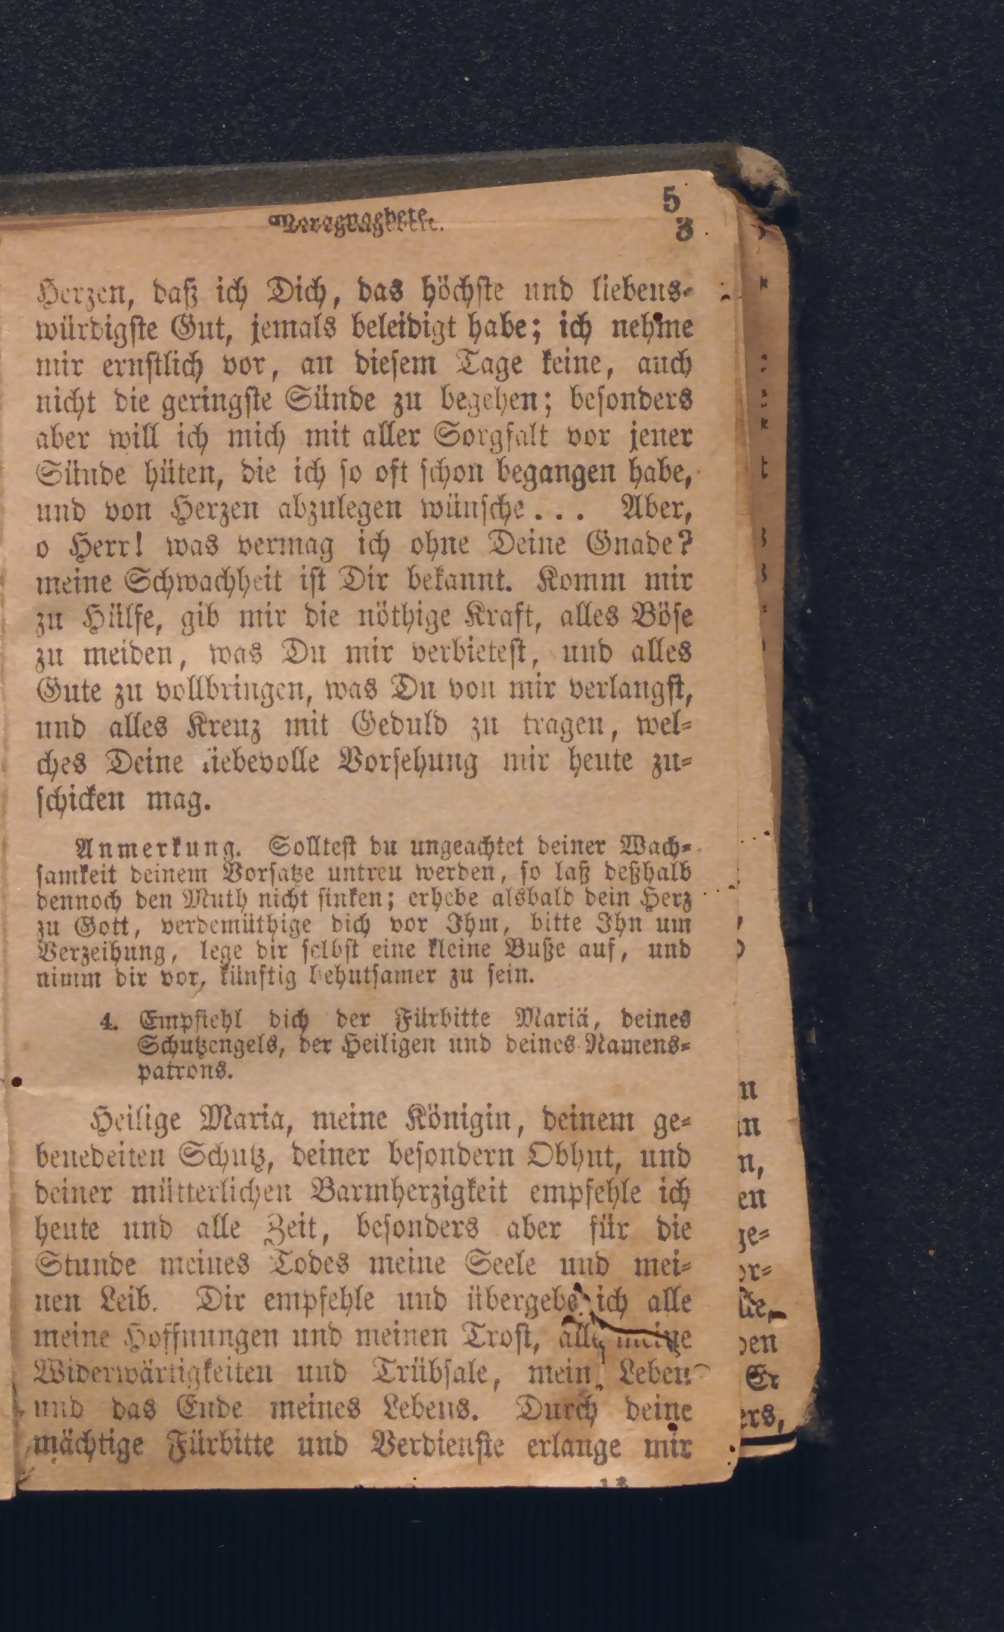 5
Herzen, daß ich Dich, das höchste und liebens-
würdigste Gut, jemals beleidigt habe; ich nehme
mir ernstlich vor, an diesem Tage keine, auch
nicht die geringste Sünde zu begehen; besonders
aber will ich mich mit aller Sorgfalt vor jener
Sünde hüten, die ich so oft schon begangen habe,
und von Herzen abzulegen wünsche... Aber,
o Herr! was vermag ich ohne Deine Gnade?
meine Schwachheit ist Dir bekannt. Komm mir
zu Hülfe, gib mir die nöthige Kraft, alles Böse
zu meiden, was Du mir verbietest, und alles
Gute zu vollbringen, was Du von mir verlangst,
und alles Kreuz mit Geduld zu tragen, wel-
ches Deine liebevolle Vorsehung mir heute zu-
schicken mag.
Anmerkung. Solltest du ungeachtet deiner Wach-
samkeit deinem Vorsatze untreu werden, so laß deßhalb
dennoch den Muth nicht sinken; erhebe alsbald dein Herz
zu Gott, verdemüthige dich vor Ihm, bitte Ihn um
Verzeihung, lege dir selbst eine kleine Buße auf, und
nimm dir vor, künftig behutsamer zu sein.
4. Empfiehl dich der Fürbitte Mariä, deines
Schutzengels, der Heiligen und deines Namens-
patrons.
Heilige Maria, meine Königin, deinem ge-
benedeiten Schutz, deiner besondern Obhut, und
deiner mütterlichen Barmherzigkeit empfehle ich
heute und alle Zeit, besonders aber für die
Stunde meines Todes meine Seele und mei-
nen Leib. Dir empfehle und übergebe ich alle
meine Hoffnungen und meinen Trost, alle meine
Widerwärtigkeiten und Trübsale, mein Leben
und das Ende meines Lebens. Durch deine
mächtige Fürbitte und Verdienste erlange mir